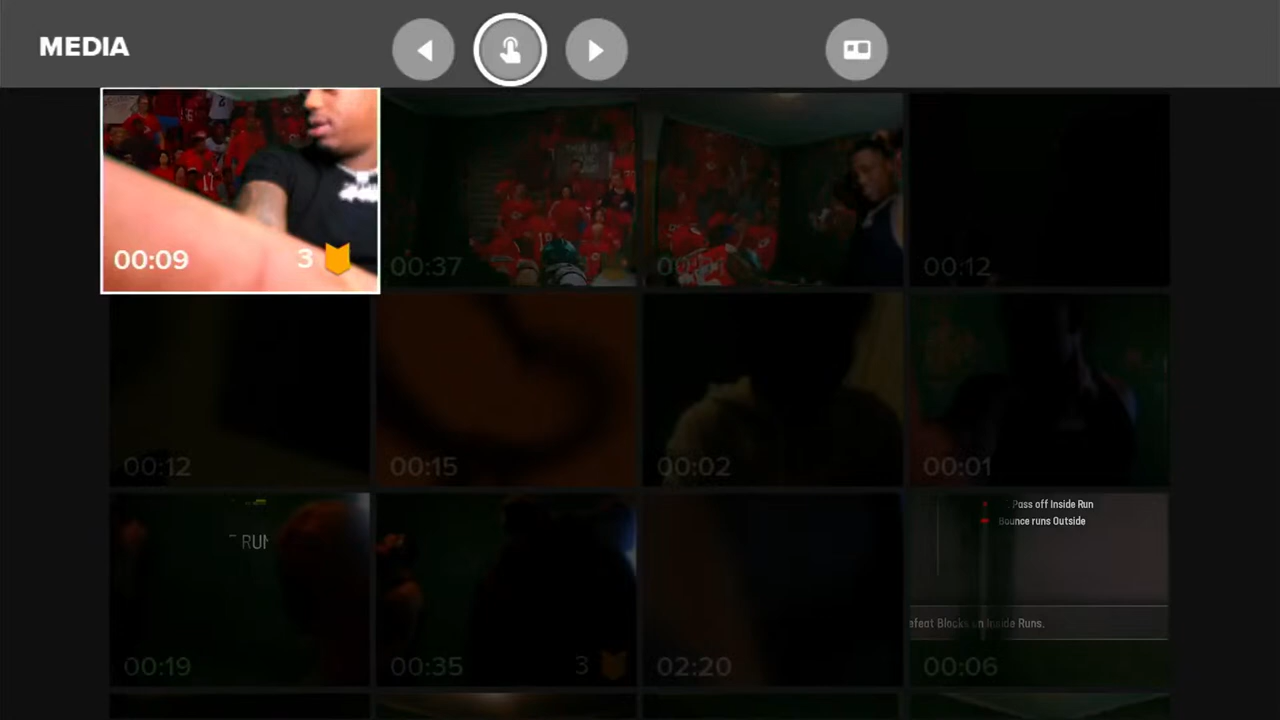 MEDIA
00:09
3
00:37
00:12
00:12
00:15
00:02
00:01
RUN
00:19
00:35
3
02:20
Pass off Inside Run
Bounce runs Outside
efeat Blocks on Inside Runs.
00:06